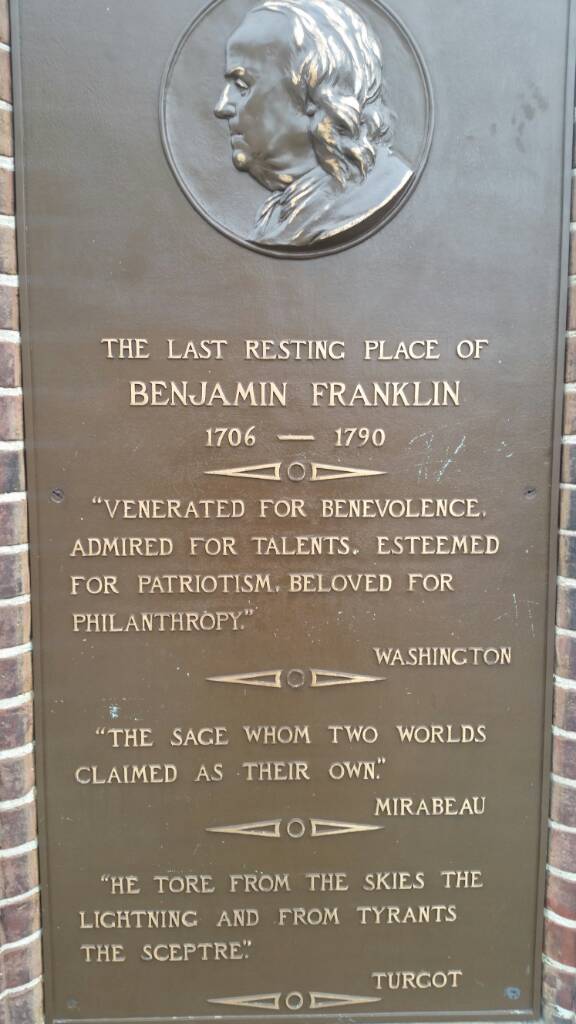 THE LAST RESTING PLACE OF
BENJAMIN FRANKLIN
1706 — 1790
"VENERATED FOR BENEVOLENCE,
ADMIRED FOR TALENTS, ESTEEMED
FOR PATRIOTISM, BELOVED FOR
PHILANTHROPY."
WASHINGTON
"THE SAGE WHOM TWO WORLDS
CLAIMED AS THEIR OWN."
MIRABEAU
"HE TORE FROM THE SKIES THE
LIGHTNING AND FROM TYRANTS
THE SCEPTRE."
TURGOT